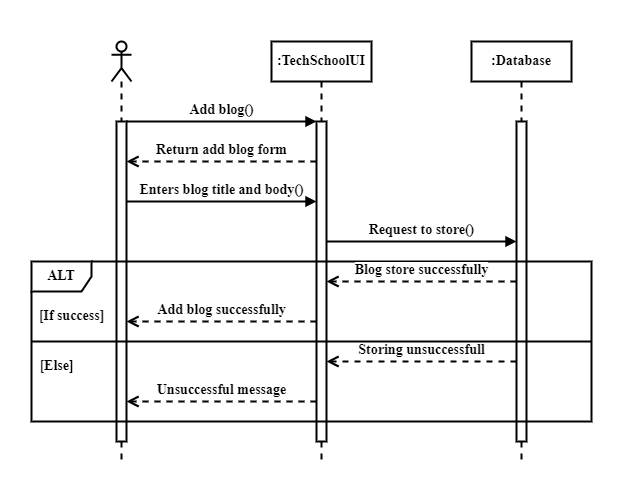 :TechSchoolUI
:Database
Add blog()
Return add blog form
Enters blog title and body()
Request to store()
ALT
Blog store successfully
Add blog successfully
[If success]
Storing unsuccessfull
[Else]
Unsuccessful message